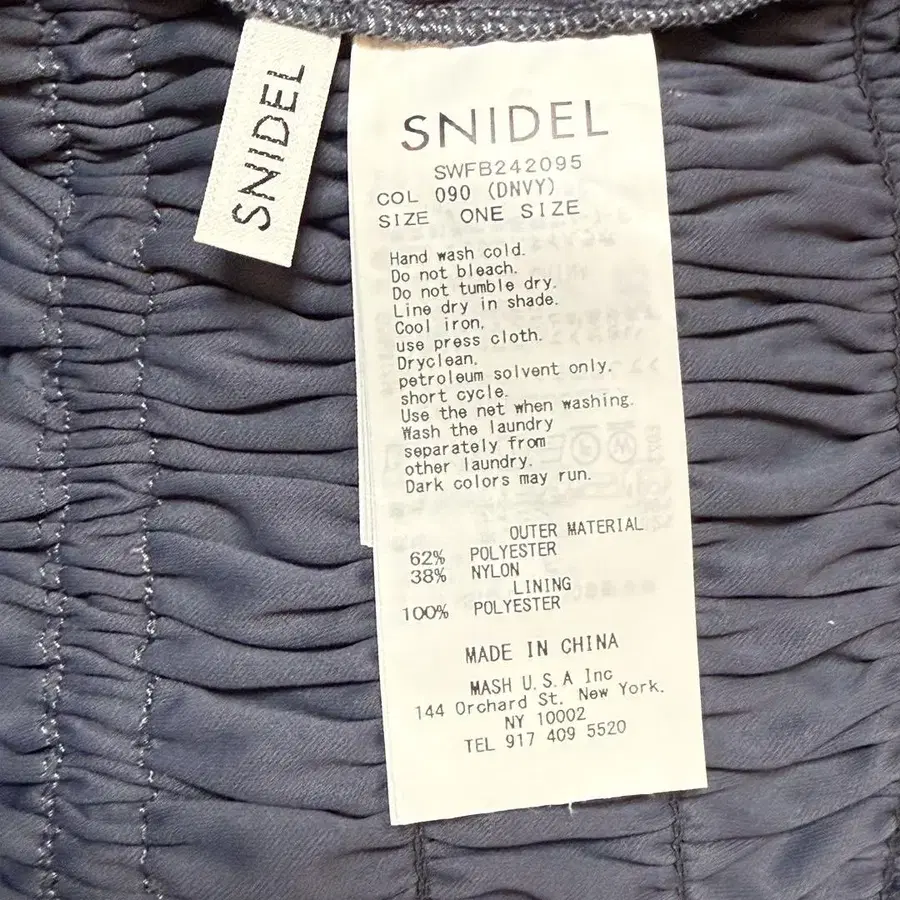 SNIDEL
SNIDEL
SWFB242095
COL 090 (DNVY)
SIZE ONE SIZE
Hand wash cold.
Do not bleach.
Do not tumble dry.
Line dry in shade.
Cool iron,
use press cloth.
Dryclean,
petroleum solvent only.
short cycle.
Use the net when washing.
Wash the laundry
separately from
other laundry.
Dark colors may run.
OUTER MATERIAL
62% POLYESTER
38% NYLON
LINING
100% POLYESTER
MADE IN CHINA
MASH U.S.A Inc
144 Orchard St. New York.
NY 10002
TEL 917 409 5520